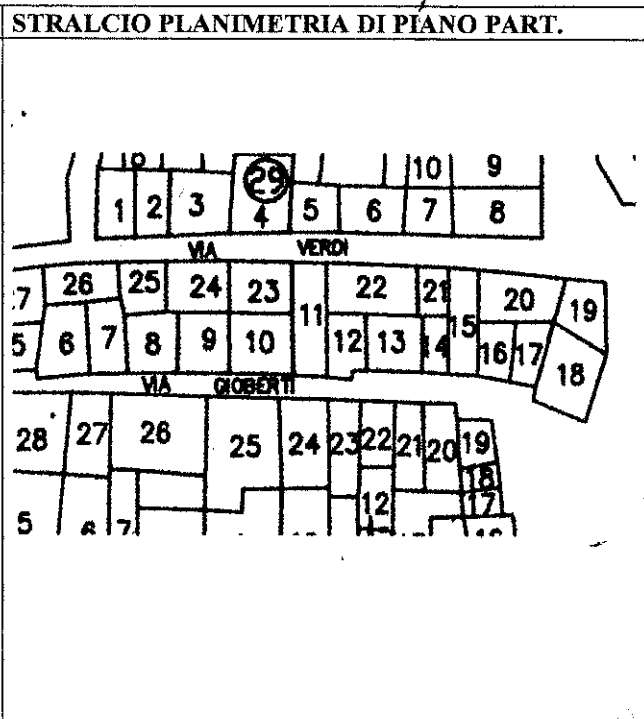 STRALCIO PLANIMETRIA DI PIANO PART.
10 9
29
1 2 3 4 5 6 7 8
VIA VERDI
26 25 24 23 22 21 20 19
11 15
6 7 8 9 10 12 13 14 16 17 18
VIA GIOBERTI
28 27 26 25 24 23 22 21 20 19
18
12 17
5 7